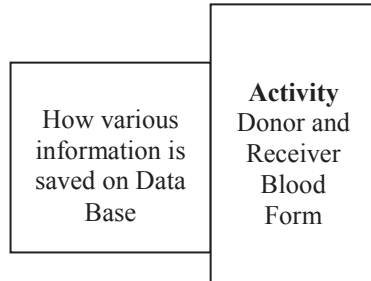 How various
information is
saved on Data
Base
Activity
Donor and
Receiver
Blood
Form